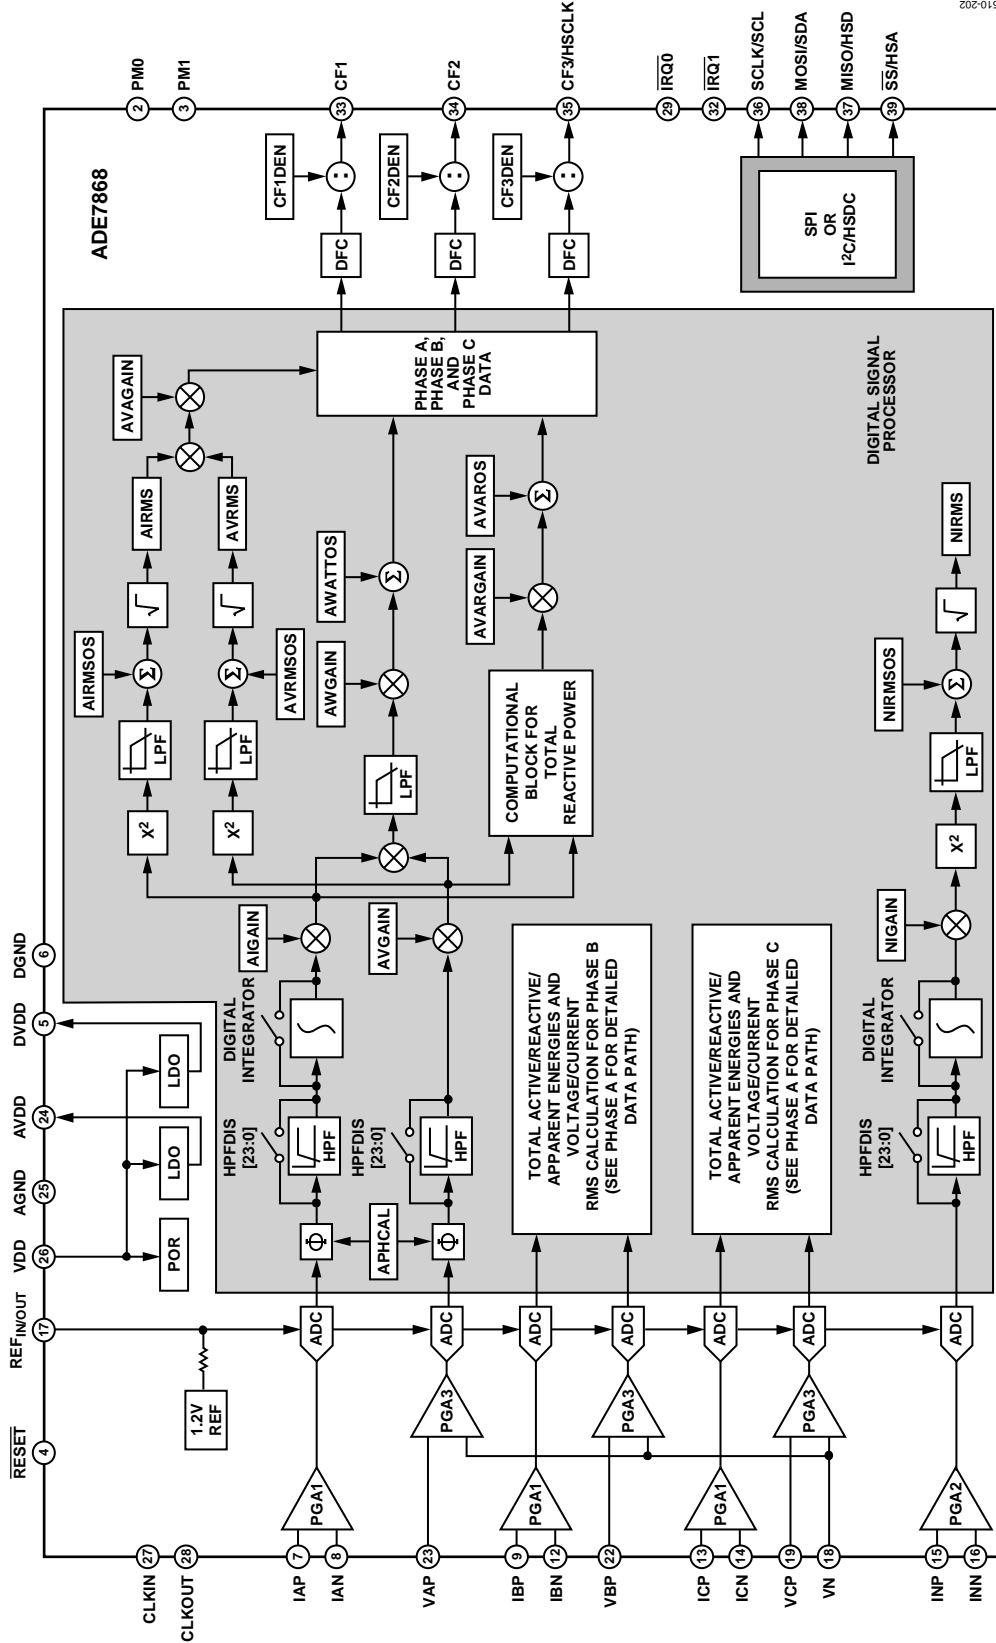 RESET
4
REF IN/OUT
17
VDD
26
AGND
25
AVDD
24
DVDD
5
DGND
6
CLKIN
27
CLKOUT
28
1.2V
REF
POR
LDO
LDO
ADE7868
2
PM0
3
PM1
IAP
7
IAN
8
PGA1
ADC
VAP
23
PGA3
ADC
IBP
9
IBN
12
PGA1
ADC
VBP
22
PGA3
ADC
ICP
13
ICN
14
PGA1
ADC
VCP
19
VN
18
PGA3
ADC
INP
15
INN
16
PGA2
ADC
Φ
APHCAL
Φ
HPFDIS
[23:0]
HPF
DIGITAL
INTEGRATOR
AIGAIN
HPFDIS
[23:0]
HPF
AVGAIN
X²
LPF
AIRMSOS
Σ
√
AIRMS
AVAGAIN
X²
LPF
AVRMSOS
Σ
√
AVRMS
LPF
AWGAIN
AWATTOS
Σ
COMPUTATIONAL
BLOCK FOR
TOTAL
REACTIVE POWER
AVARGAIN
AVAROS
Σ
PHASE A,
PHASE B,
AND
PHASE C
DATA
DFC
CF1DEN
:
33
CF1
DFC
CF2DEN
:
34
CF2
DFC
CF3DEN
:
35
CF3/HSCLK
TOTAL ACTIVE/REACTIVE/
APPARENT ENERGIES AND
VOLTAGE/CURRENT
RMS CALCULATION FOR PHASE B
(SEE PHASE A FOR DETAILED
DATA PATH)
TOTAL ACTIVE/REACTIVE/
APPARENT ENERGIES AND
VOLTAGE/CURRENT
RMS CALCULATION FOR PHASE C
(SEE PHASE A FOR DETAILED
DATA PATH)
HPFDIS
[23:0]
HPF
DIGITAL
INTEGRATOR
NIGAIN
X²
LPF
NIRMSOS
Σ
√
NIRMS
DIGITAL SIGNAL
PROCESSOR
29
IRQ0
32
IRQ1
SPI
OR
I²C/HSDC
36
SCLK/SCL
38
MOSI/SDA
37
MISO/HSD
39
SS/HSA